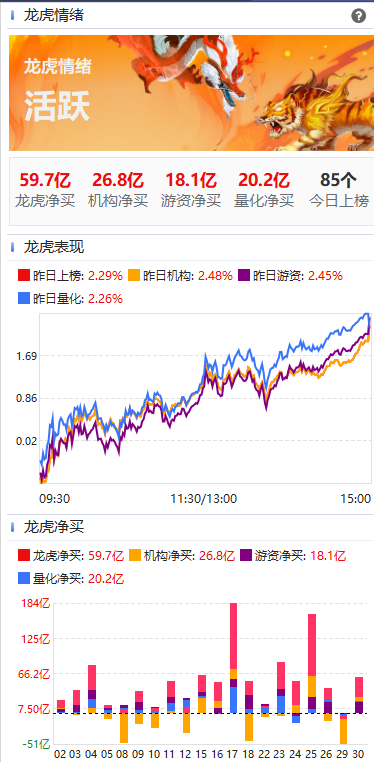 龙虎情绪 ?
龙虎情绪
活跃
59.7亿 26.8亿 18.1亿 20.2亿 85个
龙虎净买 机构净买 游资净买 量化净买 今日上榜
龙虎表现
昨日上榜: 2.29% 昨日机构: 2.48% 昨日游资: 2.45%
昨日量化: 2.26%
1.69
0.86
0.02
09:30 11:30/13:00 15:00
龙虎净买
龙虎净买: 59.7亿 机构净买: 26.8亿 游资净买: 18.1亿
量化净买: 20.2亿
184亿
125亿
66.2亿
7.50亿
-51亿
02 03 04 05 08 09 10 11 12 15 16 17 18 22 23 24 25 26 29 30